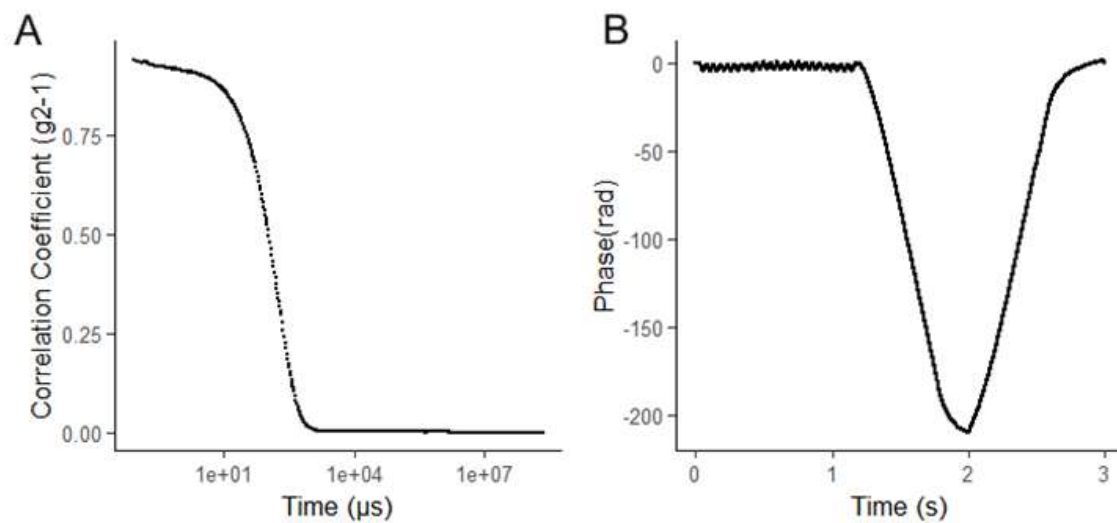 A
Correlation Coefficient (g2-1)
0.75
0.50
0.25
0.00
1e+01 1e+04 1e+07
Time (µs)
B
Phase(rad)
0
-50
-100
-150
-200
0 1 2 3
Time (s)